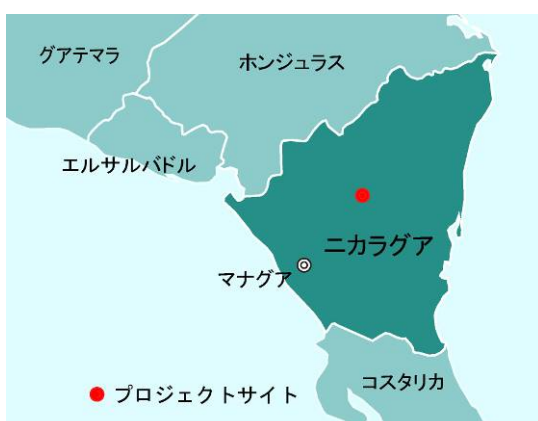 グアテマラ
ホンジュラス
エルサルバドル
ニカラグア
マナグア
コスタリカ
プロジェクトサイト